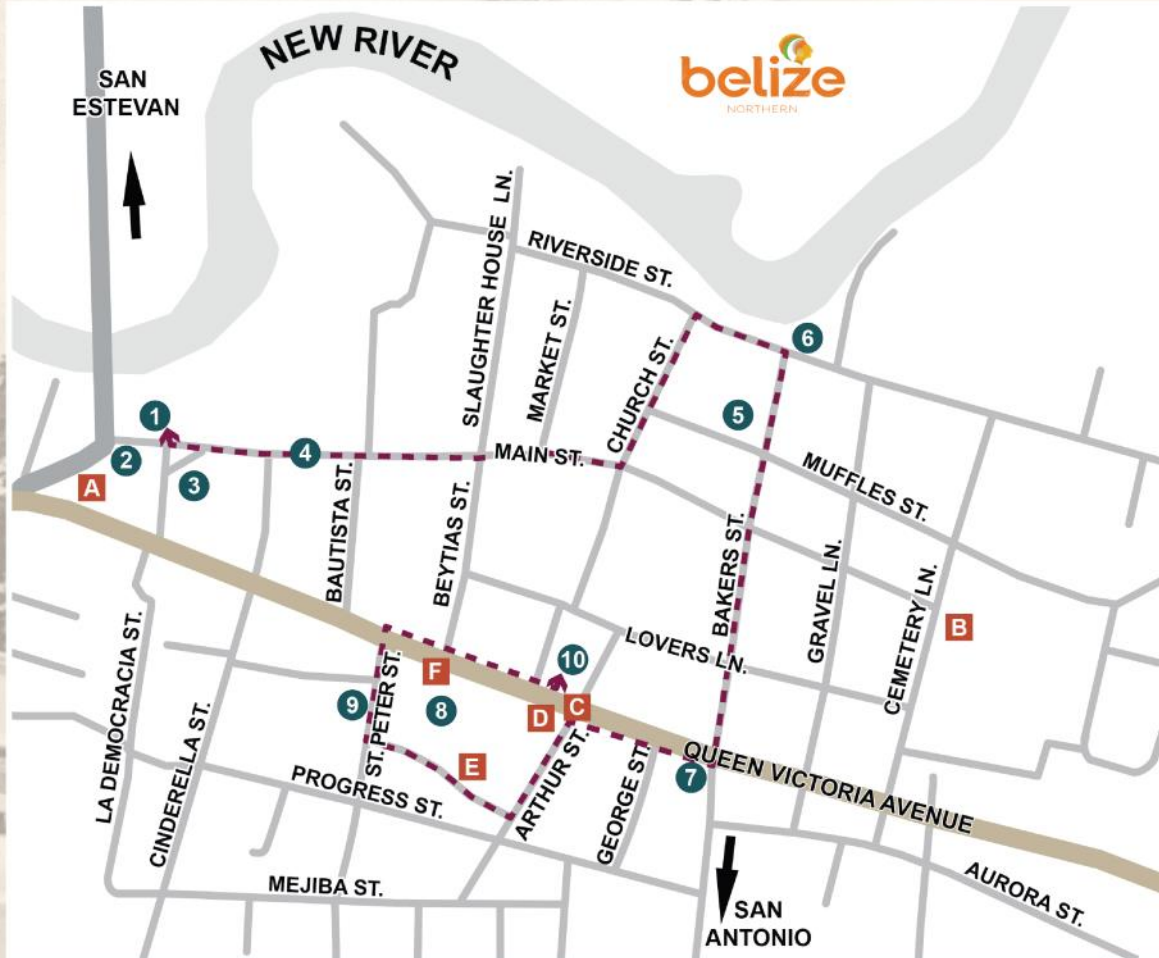 NEW RIVER
belize
NORTHERN
SAN
ESTEVAN
SLAUGHTER HOUSE LN.
RIVERSIDE ST.
MARKET ST.
CHURCH ST.
6
1
5
2
4
MAIN ST.
3
A
MUFFLES ST.
BAUTISTA ST.
BEYTIAS ST.
BAKERS ST.
GRAVEL LN.
CEMETERY LN.
B
LA DEMOCRACIA ST.
LOVERS LN.
10
F
C
D
9
8
ST. PETER ST.
E
7
QUEEN VICTORIA AVENUE
CINDERELLA ST.
PROGRESS ST.
ARTHUR ST.
GEORGE ST.
MEJIBA ST.
AURORA ST.
SAN
ANTONIO